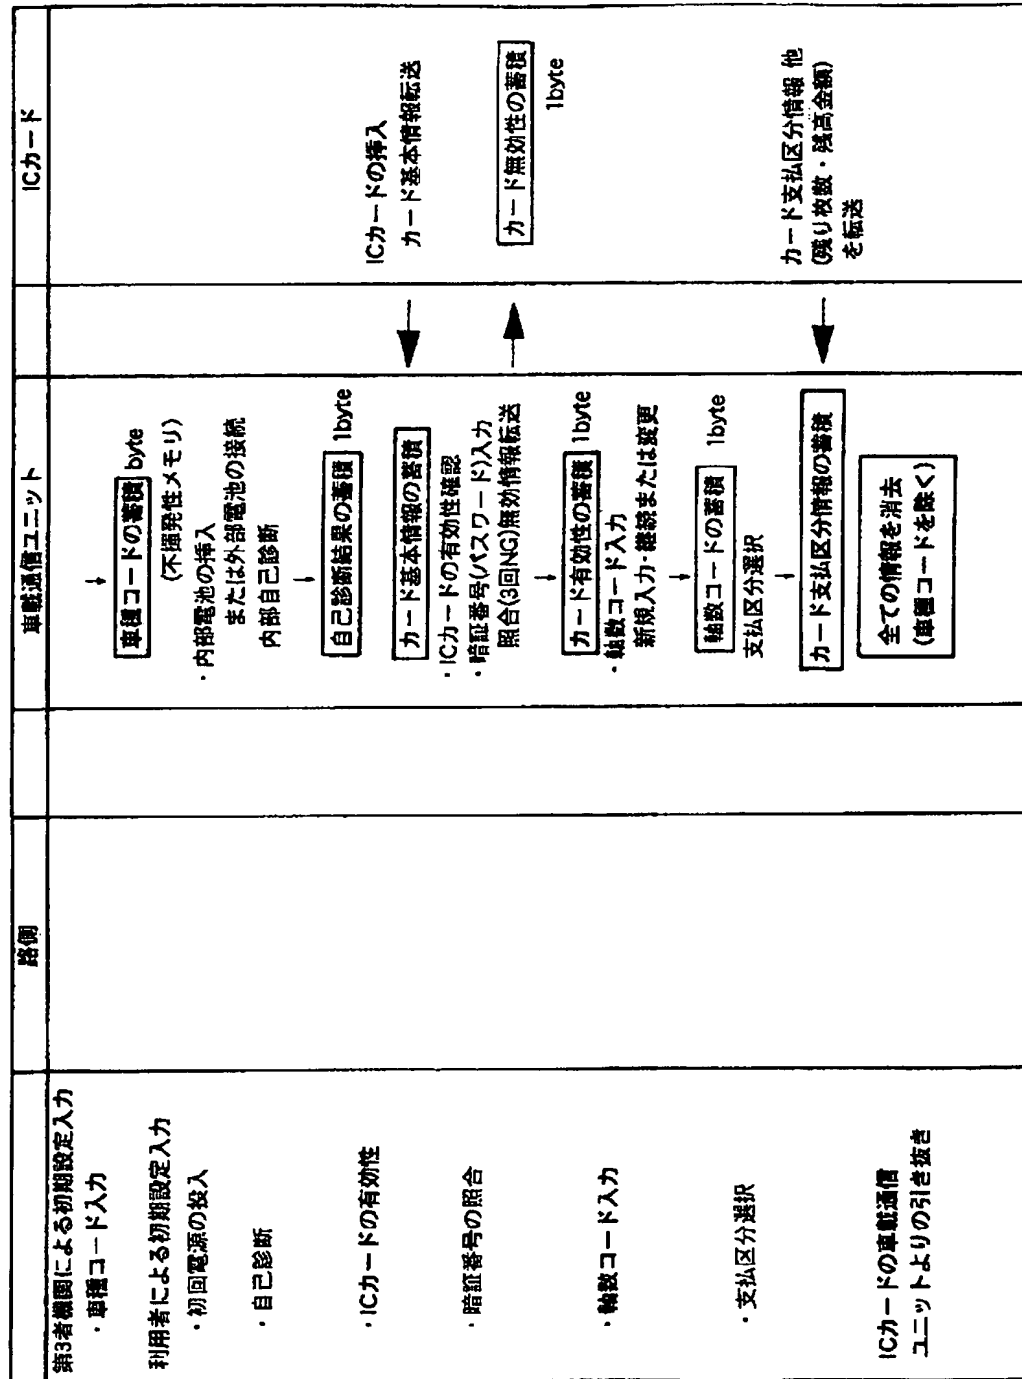 路側
車載通信ユニット
ICカード
第3者機関による初期設定入力
・車種コード入力
車種コードの蓄積 byte
(不揮発性メモリ)
利用者による初期設定入力
・初回電源の投入
・内部電池の挿入
または外部電池の接続
・自己診断
内部自己診断
自己診断結果の蓄積 1byte
・ICカードの有効性
ICカードの挿入
カード基本情報転送
カード基本情報の蓄積
・ICカードの有効性確認
・暗証番号の照合
・暗証番号(パスワード)入力
照合(3回NG)無効情報転送
カード無効性の蓄積
1byte
カード有効性の蓄積 1byte
・軸数コード入力
・軸数コード入力
新規入力・継続または変更
軸数コードの蓄積 1byte
・支払区分選択
支払区分選択
カード支払区分情報 他
(残り枚数・残高金額)
を転送
カード支払区分情報の蓄積
ICカードの車載通信
ユニットよりの引き抜き
全ての情報を消去
(車種コードを除く)